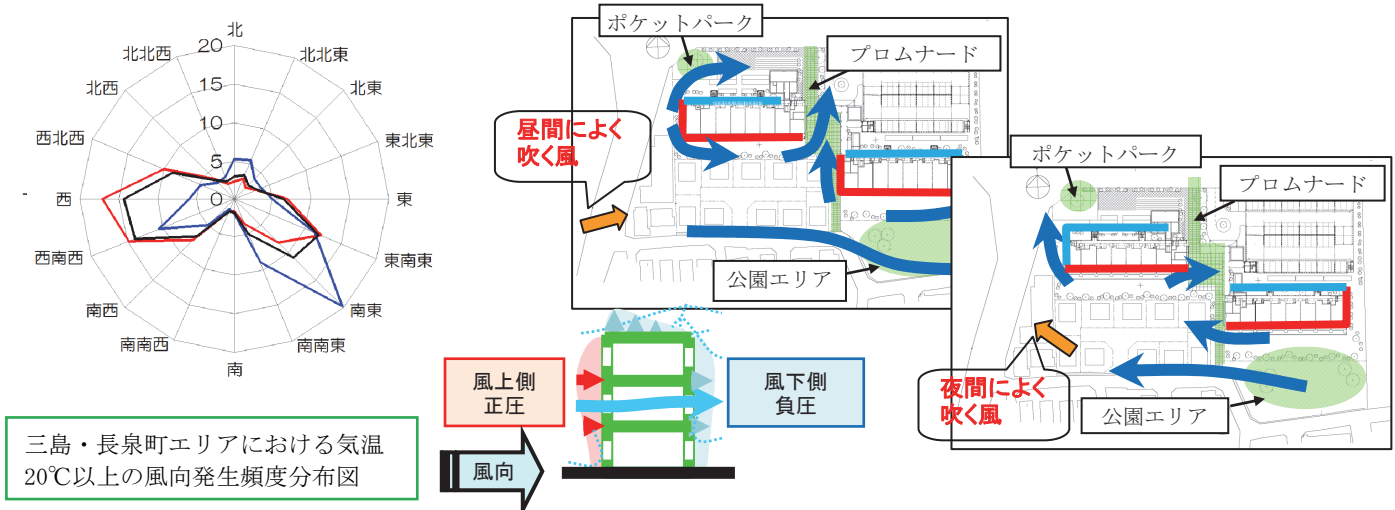 北
北北東
北東
東北東
東
東南東
南東
南南東
南
南南西
南西
西南西
西
西北西
北西
北北西
20
15
10
5
0
-
三島・長泉町エリアにおける気温
20℃以上の風向発生頻度分布図
ポケットパーク
プロムナード
昼間によく
吹く風
公園エリア
風上側
正圧
風下側
負圧
風向
ポケットパーク
プロムナード
夜間によく
吹く風
公園エリア